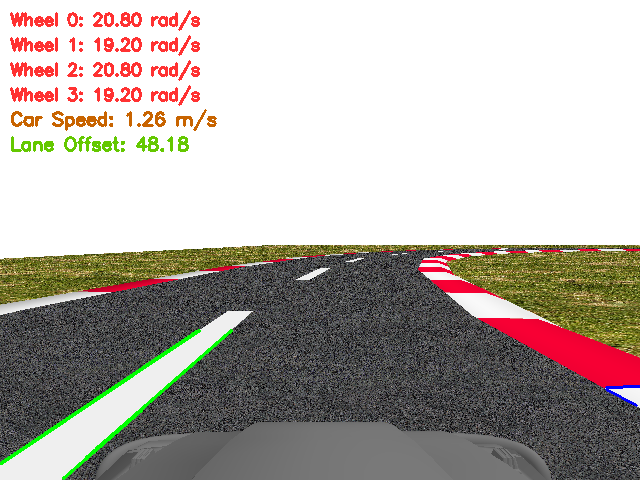 Wheel 0: 20.80 rad/s
Wheel 1: 19.20 rad/s
Wheel 2: 20.80 rad/s
Wheel 3: 19.20 rad/s
Car Speed: 1.26 m/s
Lane Offset: 48.18